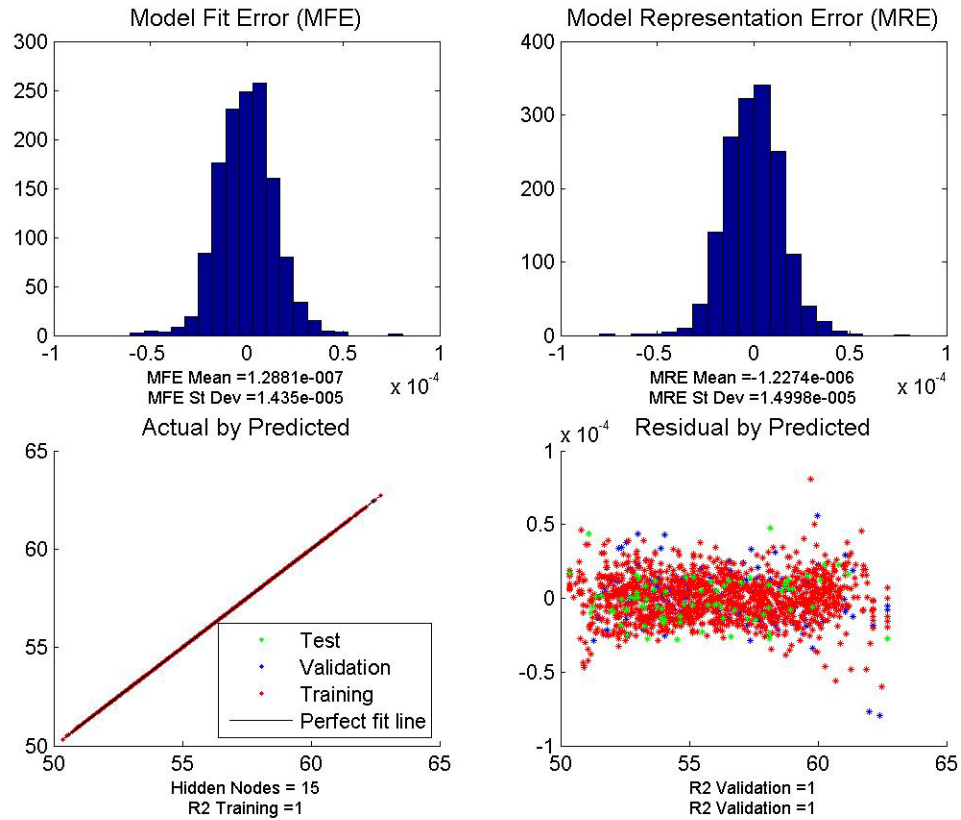 Model Fit Error (MFE)
300
250
200
150
100
50
0
-1
-0.5
0
0.5
1
x 10^-4
MFE Mean =1.2881e-007
MFE St Dev =1.435e-005
Model Representation Error (MRE)
400
300
200
100
0
-1
-0.5
0
0.5
1
x 10^-4
MRE Mean =-1.2274e-006
MRE St Dev =1.4998e-005
Actual by Predicted
65
60
55
50
50
55
60
65
Test
Validation
Training
Perfect fit line
Hidden Nodes = 15
R2 Training =1
Residual by Predicted
x 10^-4
1
0.5
0
-0.5
-1
50
55
60
65
R2 Validation =1
R2 Validation =1